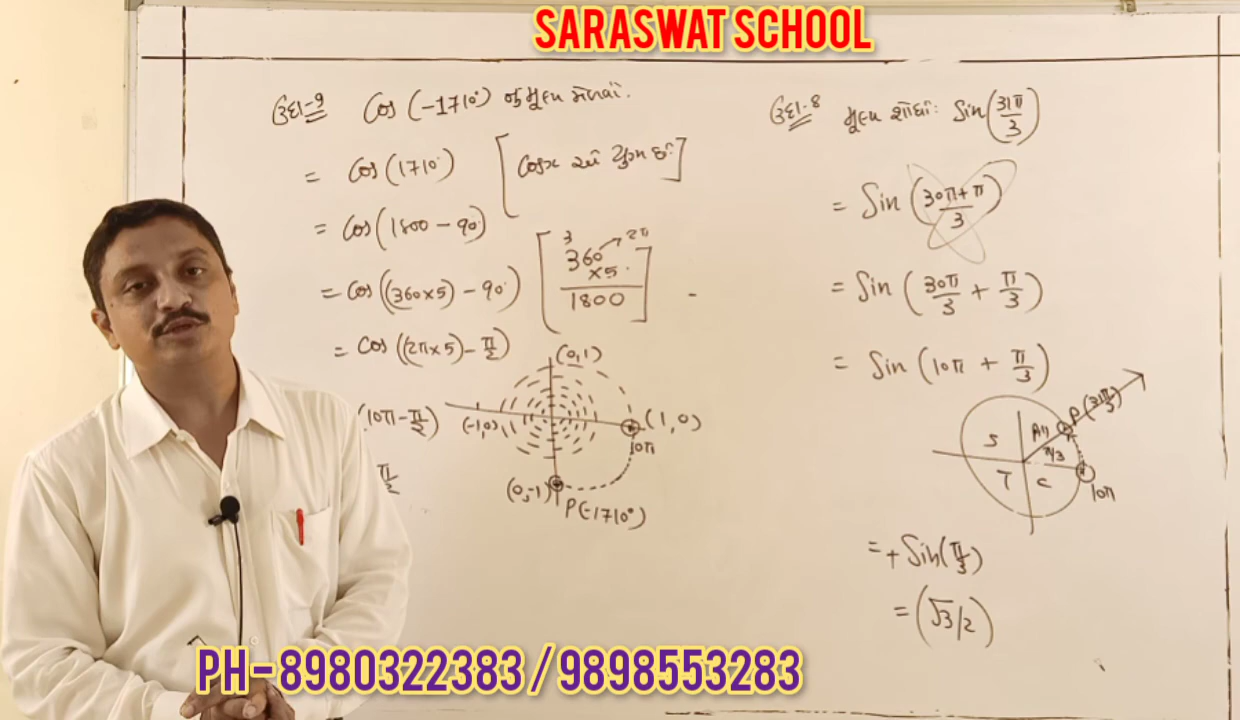 SARASWAT SCHOOL
ઉદા-9 Cos (-1710°) નું મૂલ્ય મેળવો.
= cos (1710°) [cosx એ યુગ્મ છે.]
= cos (1800 - 90°)
= cos ((360×5) - 90°)
3
360 → 2π
×5
1800
= cos ((2π×5) - π/2)
(10π - π/2)
π/2
(0,1)
(-1,0)
(1,0)
10π
(0,-1)
P(-1710°)
ઉદા-8 મૂલ્ય શોધો: Sin (31π/3)
= Sin (30π+π/3)
= Sin (30π/3 + π/3)
= Sin (10π + π/3)
P(31π/3)
S
All
π/3
T
C
10π
= + Sin (π/3)
= (√3/2)
PH-8980322383 / 9898553283